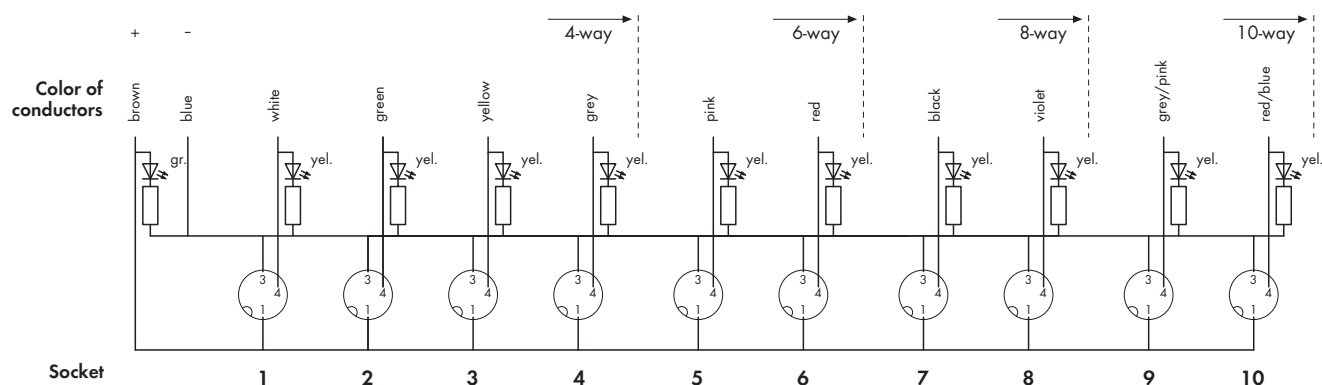 4-way 6-way 8-way 10-way
+ −
Color of
conductors
brown blue white green yellow grey pink red black violet grey/pink red/blue
gr. yel. yel. yel. yel. yel. yel. yel. yel. yel. yel.
3 3 3 3 3 3 3 3 3 3
4 4 4 4 4 4 4 4 4 4
1 1 1 1 1 1 1 1 1 1
Socket 1 2 3 4 5 6 7 8 9 10